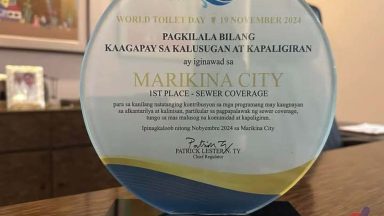 WORLD TOILET DAY # 19 NOVEMBER 2024
PAGKILALA BILANG
KAAGAPAY SA KALUSUGAN AT KAPALIGIRAN
ay iginawad sa
MARIKINA CITY
1ST PLACE - SEWER COVERAGE
para sa kanilang natatanging kontribusyon sa mga programang may kaugnayan
sa alkantarilya at kalinisan, partikular sa pagpapalawak ng sewer coverage,
tungo sa mas malusog na komunidad at kapaligiran.
Ipinagkaloob nitong Nobyembre 2024 sa Marikina City
PATRICK LESTER N. TY
Chief Regulator